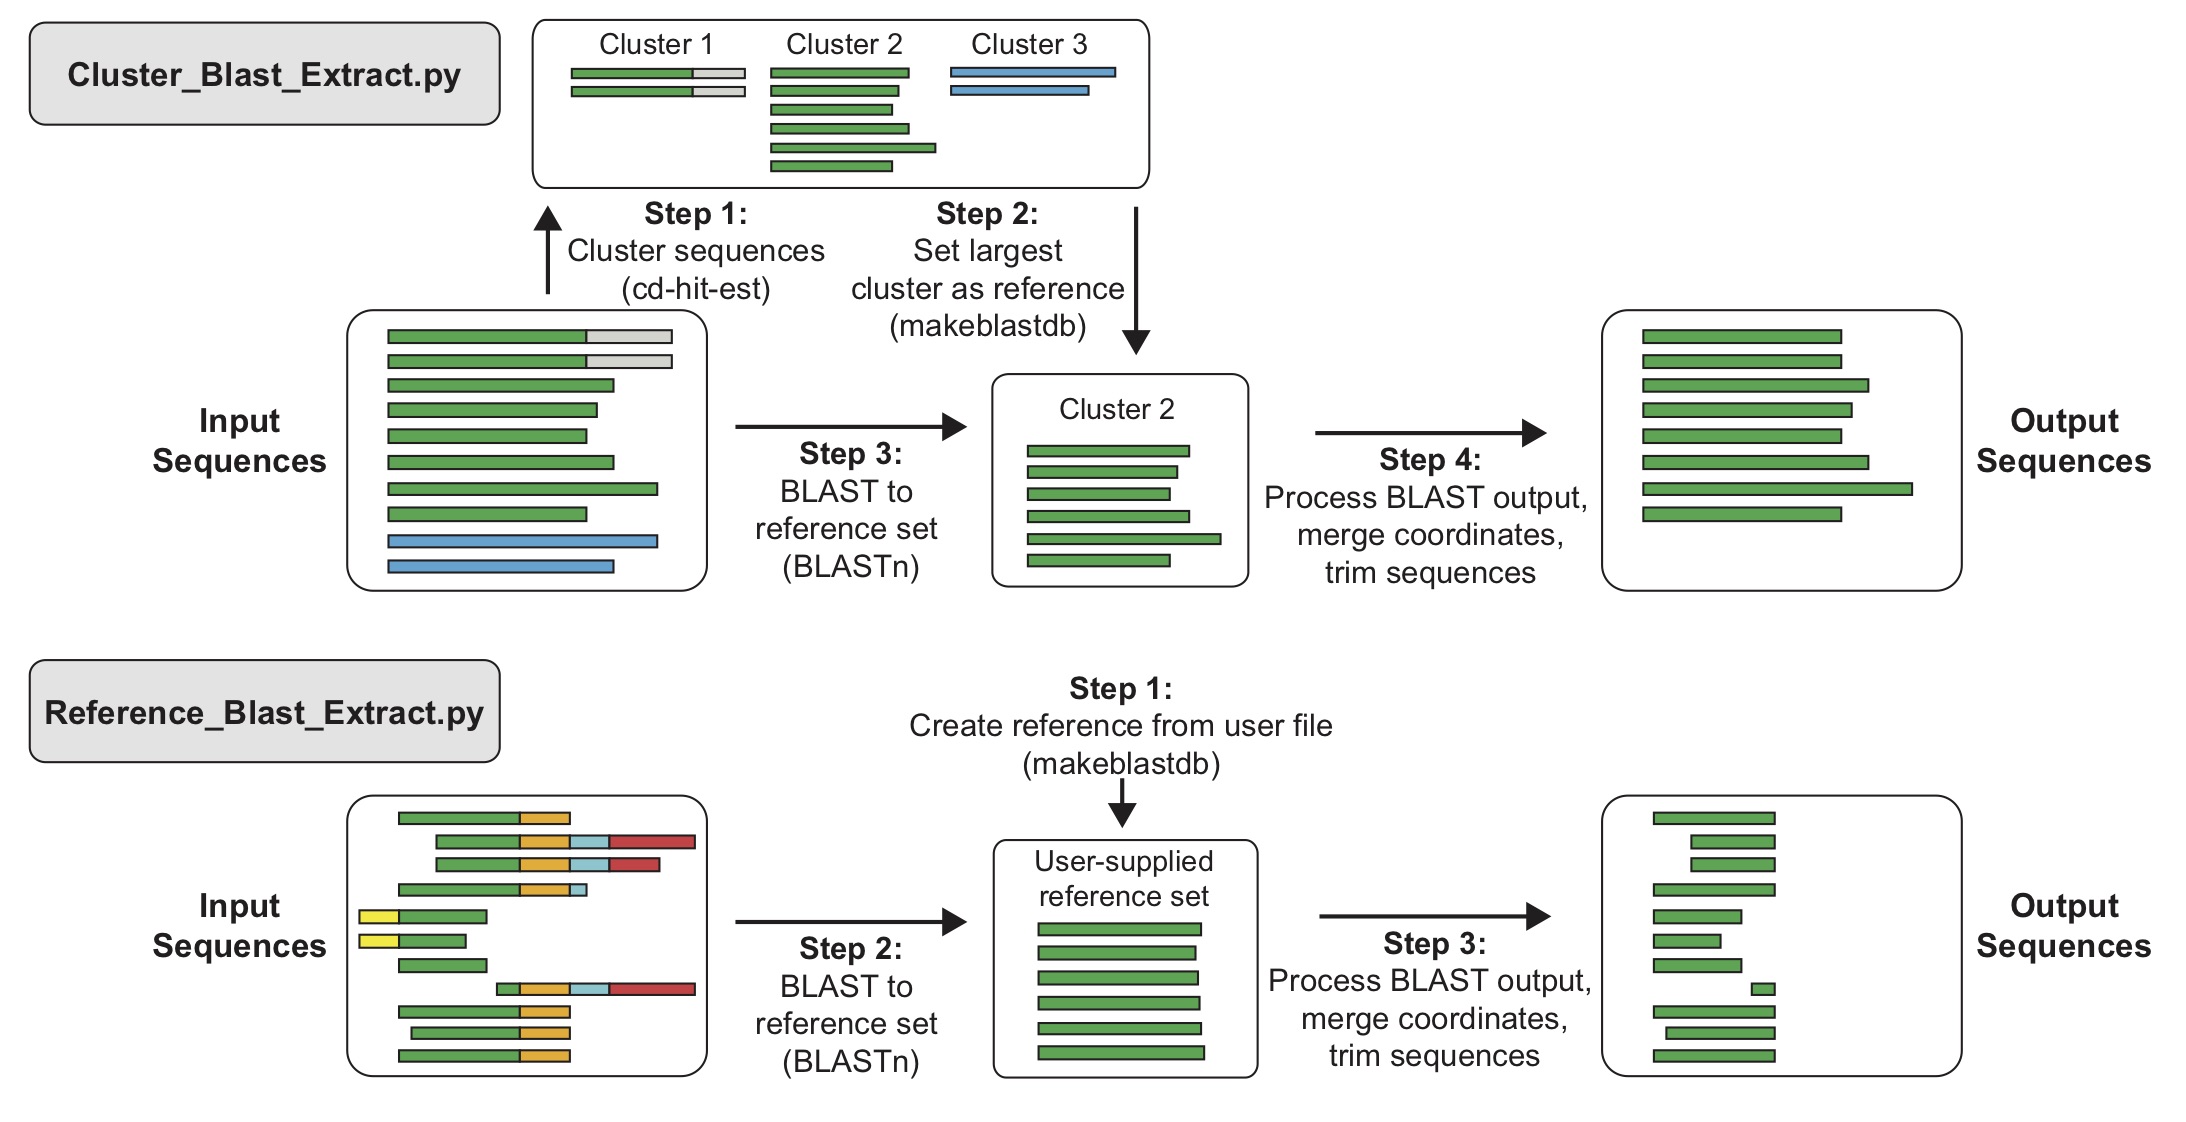 Cluster_Blast_Extract.py
Cluster 1
Cluster 2
Cluster 3
Step 1:
Cluster sequences
(cd-hit-est)
Step 2:
Set largest
cluster as reference
(makeblastdb)
Input
Sequences
Step 3:
BLAST to
reference set
(BLASTn)
Cluster 2
Step 4:
Process BLAST output,
merge coordinates,
trim sequences
Output
Sequences
Reference_Blast_Extract.py
Step 1:
Create reference from user file
(makeblastdb)
Input
Sequences
Step 2:
BLAST to
reference set
(BLASTn)
User-supplied
reference set
Step 3:
Process BLAST output,
merge coordinates,
trim sequences
Output
Sequences